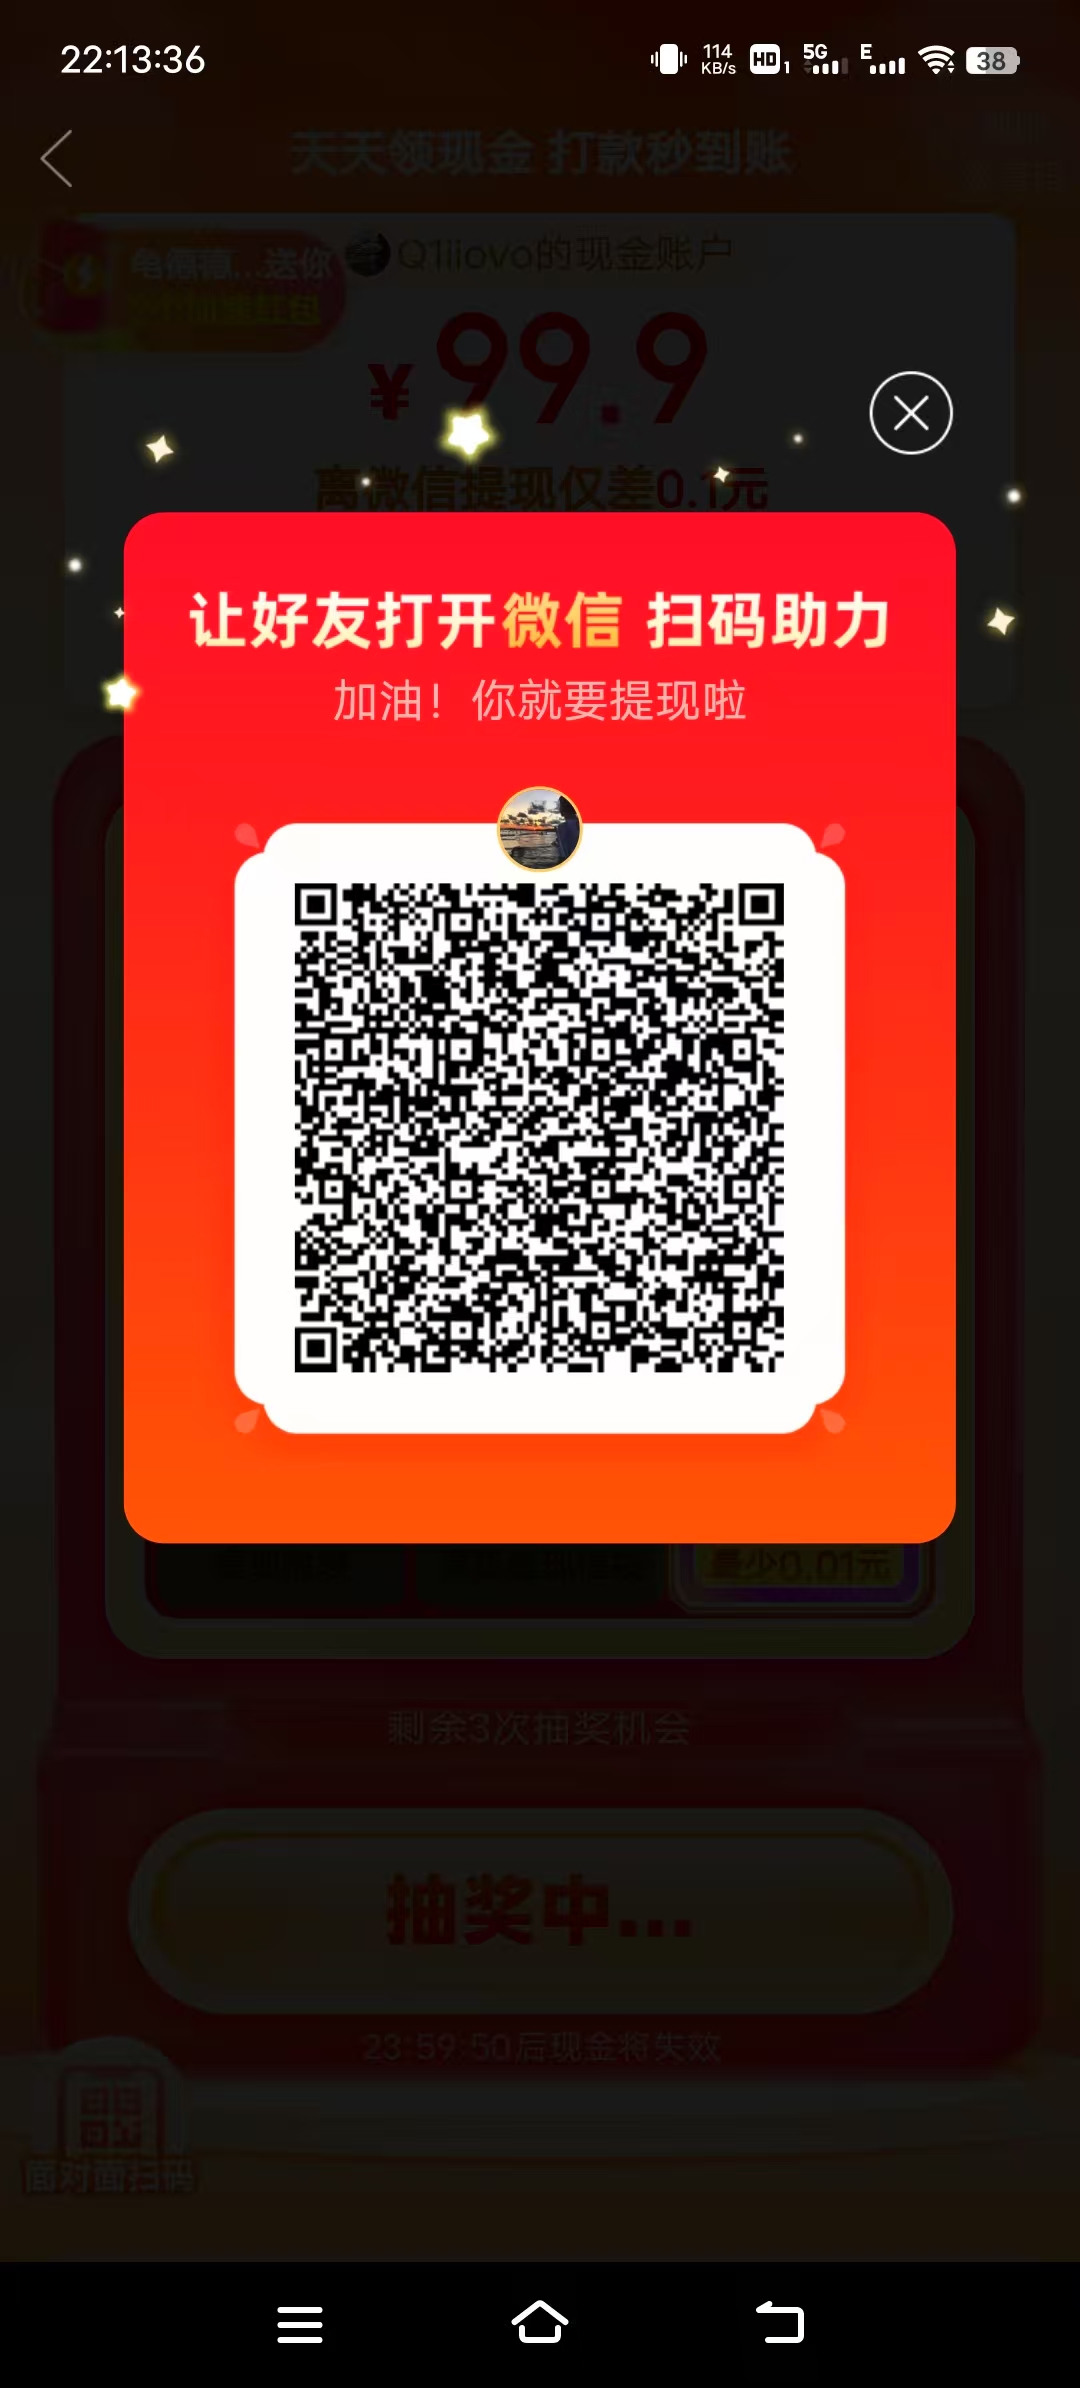 22:13:36
114 KB/s HD 1 5G E 38
天天领现金 打款秒到账
Q1liovo的现金账户
送你
¥99.9
离微信提现仅差0.1元
让好友打开微信 扫码助力
加油！你就要提现啦
最少0.01元
剩余3次抽奖机会
抽奖中...
23:59:50后现金将失效
面对面扫码